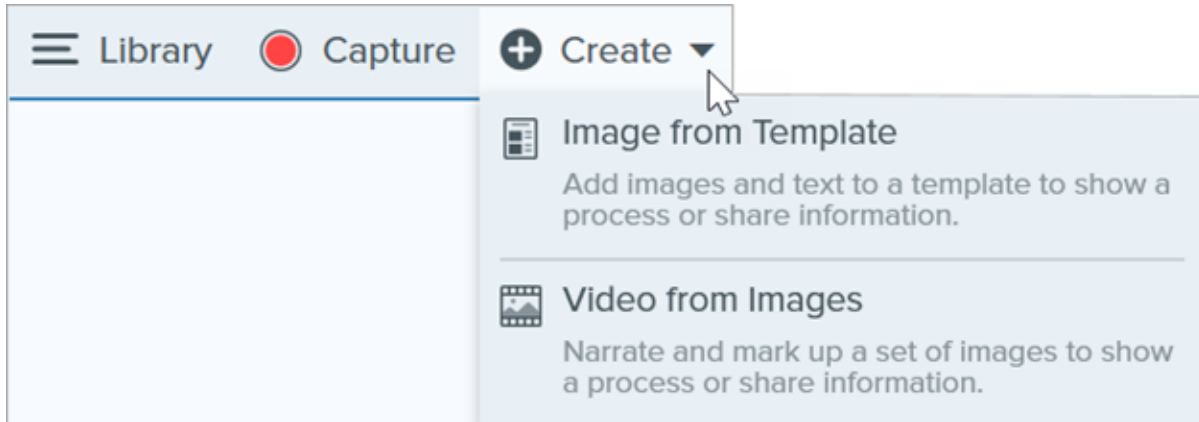 Library Capture Create
Image from Template
Add images and text to a template to show a
process or share information.
Video from Images
Narrate and mark up a set of images to show
a process or share information.